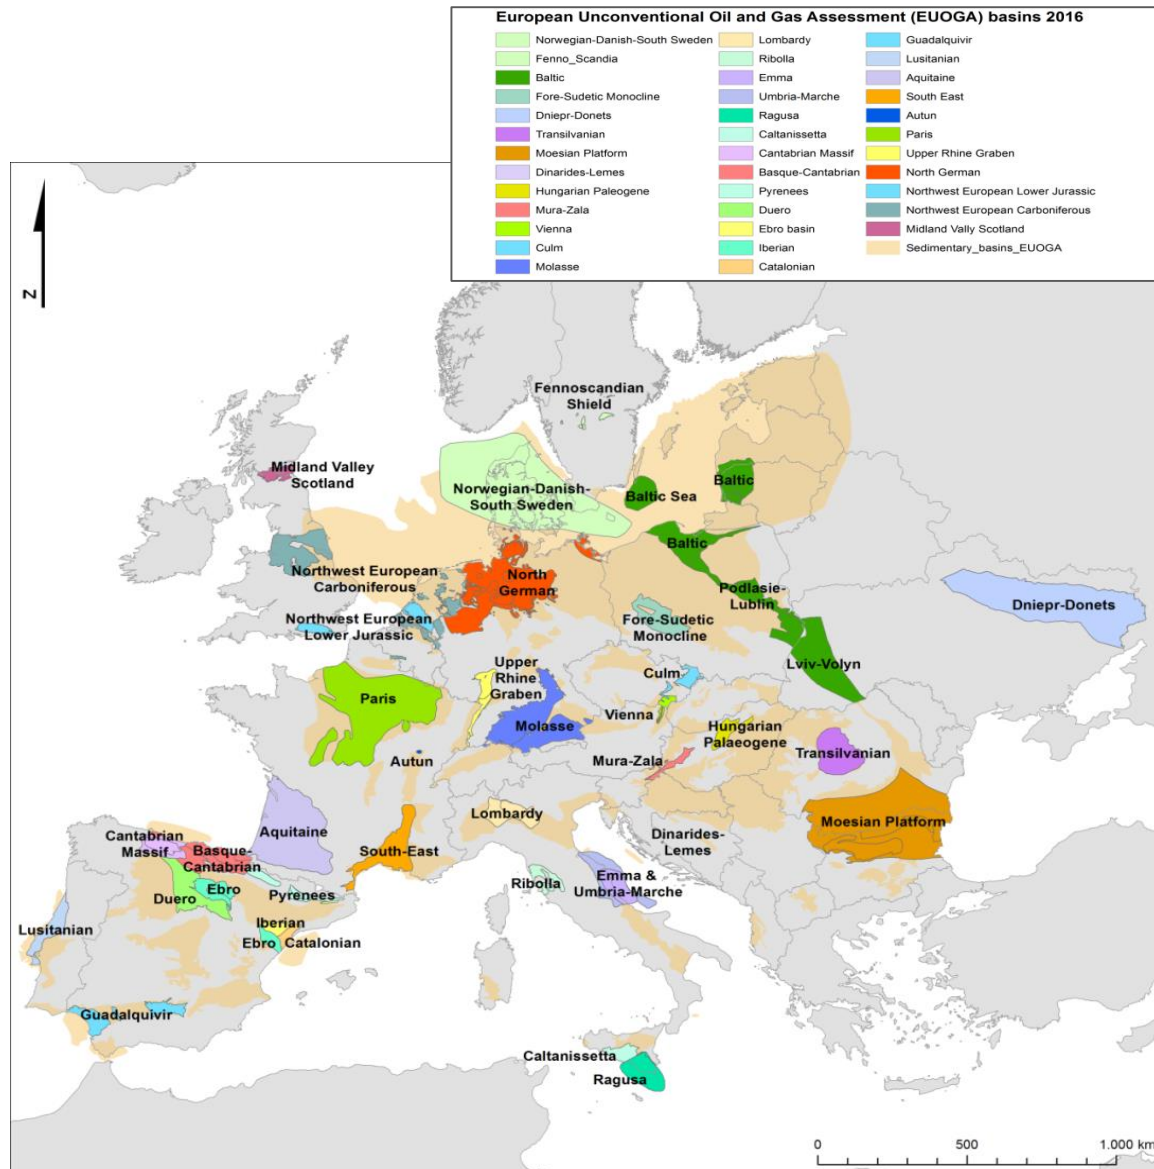 European Unconventional Oil and Gas Assessment (EUOGA) basins 2016
Norwegian-Danish-South Sweden
Fenno_Scandia
Baltic
Fore-Sudetic Monocline
Dniepr-Donets
Transilvanian
Moesian Platform
Dinarides-Lemes
Hungarian Paleogene
Mura-Zala
Vienna
Culm
Molasse
Lombardy
Ribolla
Emma
Umbria-Marche
Ragusa
Caltanissetta
Cantabrian Massif
Basque-Cantabrian
Pyrenees
Duero
Ebro basin
Iberian
Catalonian
Guadalquivir
Lusitanian
Aquitaine
South East
Autun
Paris
Upper Rhine Graben
North German
Northwest European Lower Jurassic
Northwest European Carboniferous
Midland Vally Scotland
Sedimentary_basins_EUOGA
N
Fennoscandian
Shield
Midland Valley
Scotland
Norwegian-Danish-
South Sweden
Baltic Sea
Baltic
Baltic
Northwest European
Carboniferous
North
German
Podlasie-
Lublin
Dniepr-Donets
Northwest European
Lower Jurassic
Fore-Sudetic
Monocline
Lviv-Volyn
Upper
Rhine
Graben
Culm
Paris
Molasse
Vienna
Hungarian
Palaeogene
Transilvanian
Autun
Mura-Zala
Lombardy
Moesian Platform
Aquitaine
Dinarides-
Lemes
Cantabrian
Massif
Basque-
Cantabrian
South-East
Ribolla
Emma &
Umbria-Marche
Ebro
Pyrenees
Duero
Lusitanian
Iberian
Ebro
Catalonian
Guadalquivir
Caltanissetta
Ragusa
0 500 1.000 km